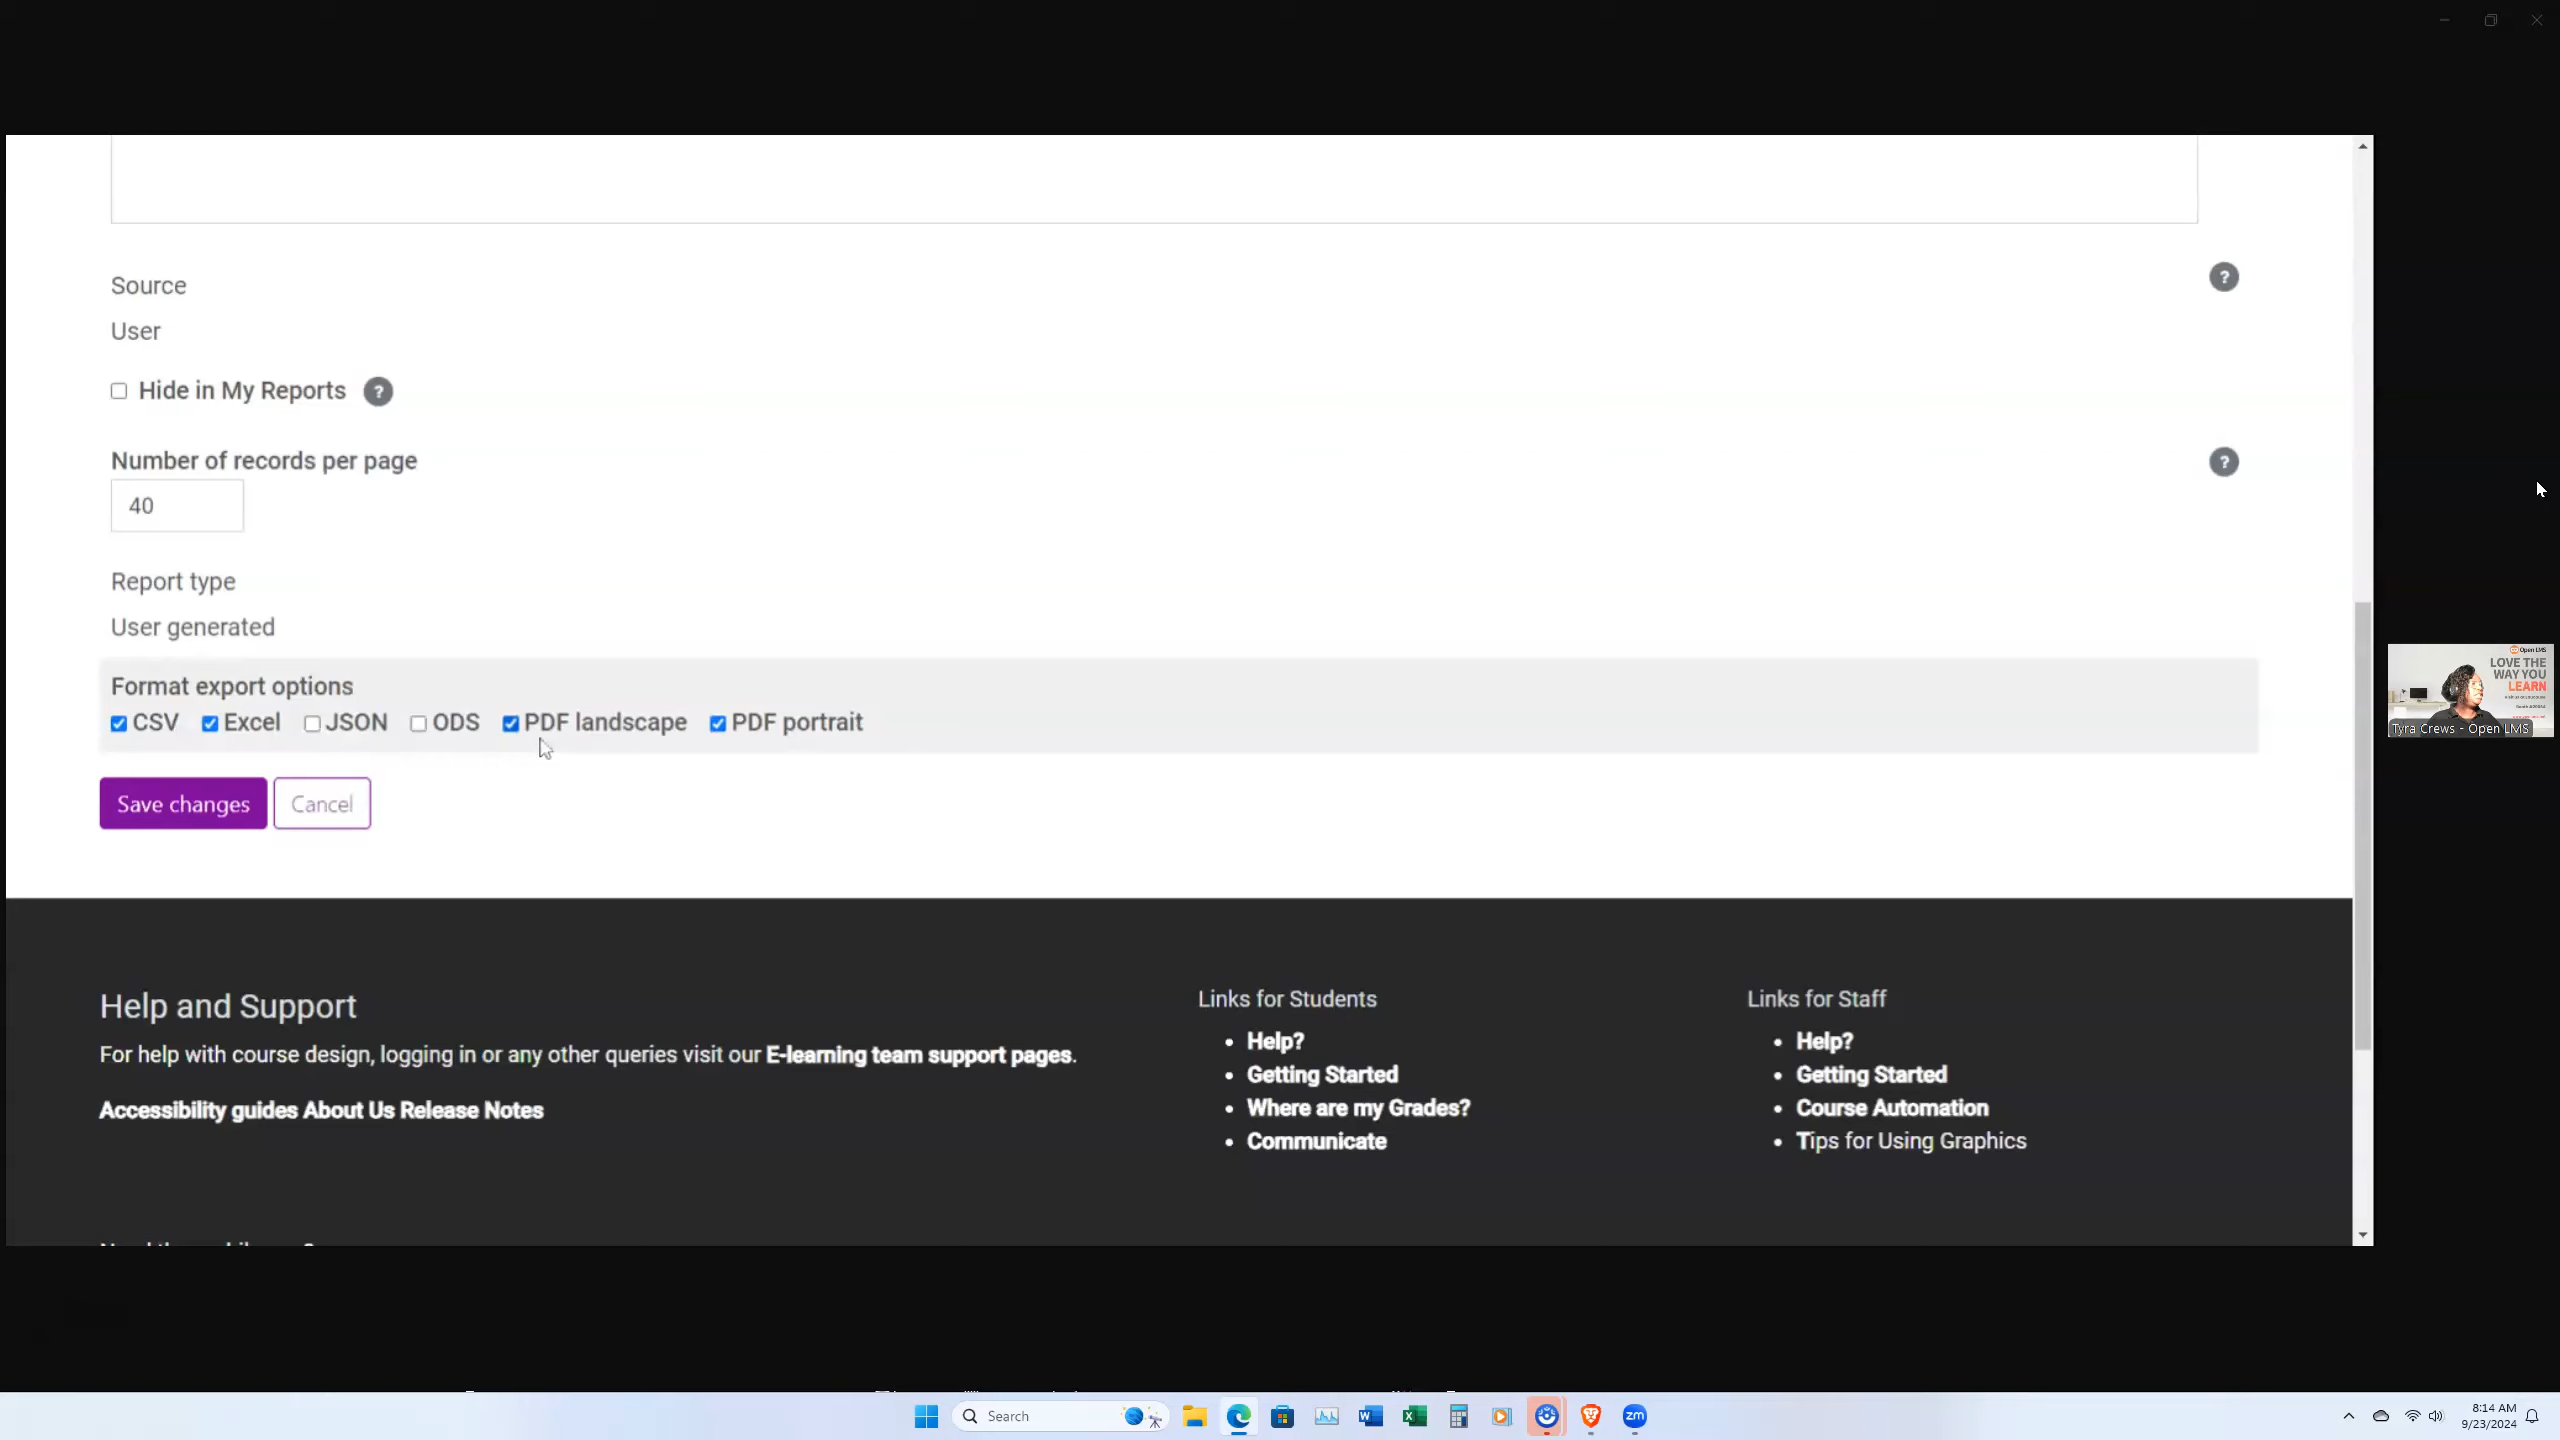 Source
?
User
Hide in My Reports ?
Number of records per page
?
40
Report type
User generated
Format export options
CSV Excel JSON ODS PDF landscape PDF portrait
Save changes Cancel
Open LMS
LOVE THE
WAY YOU
LEARN
Tyra Crews - Open LMS
Help and Support
For help with course design, logging in or any other queries visit our E-learning team support pages.
Accessibility guides About Us Release Notes
Links for Students
• Help?
• Getting Started
• Where are my Grades?
• Communicate
Links for Staff
• Help?
• Getting Started
• Course Automation
• Tips for Using Graphics
Search
zm
8:14 AM
9/23/2024